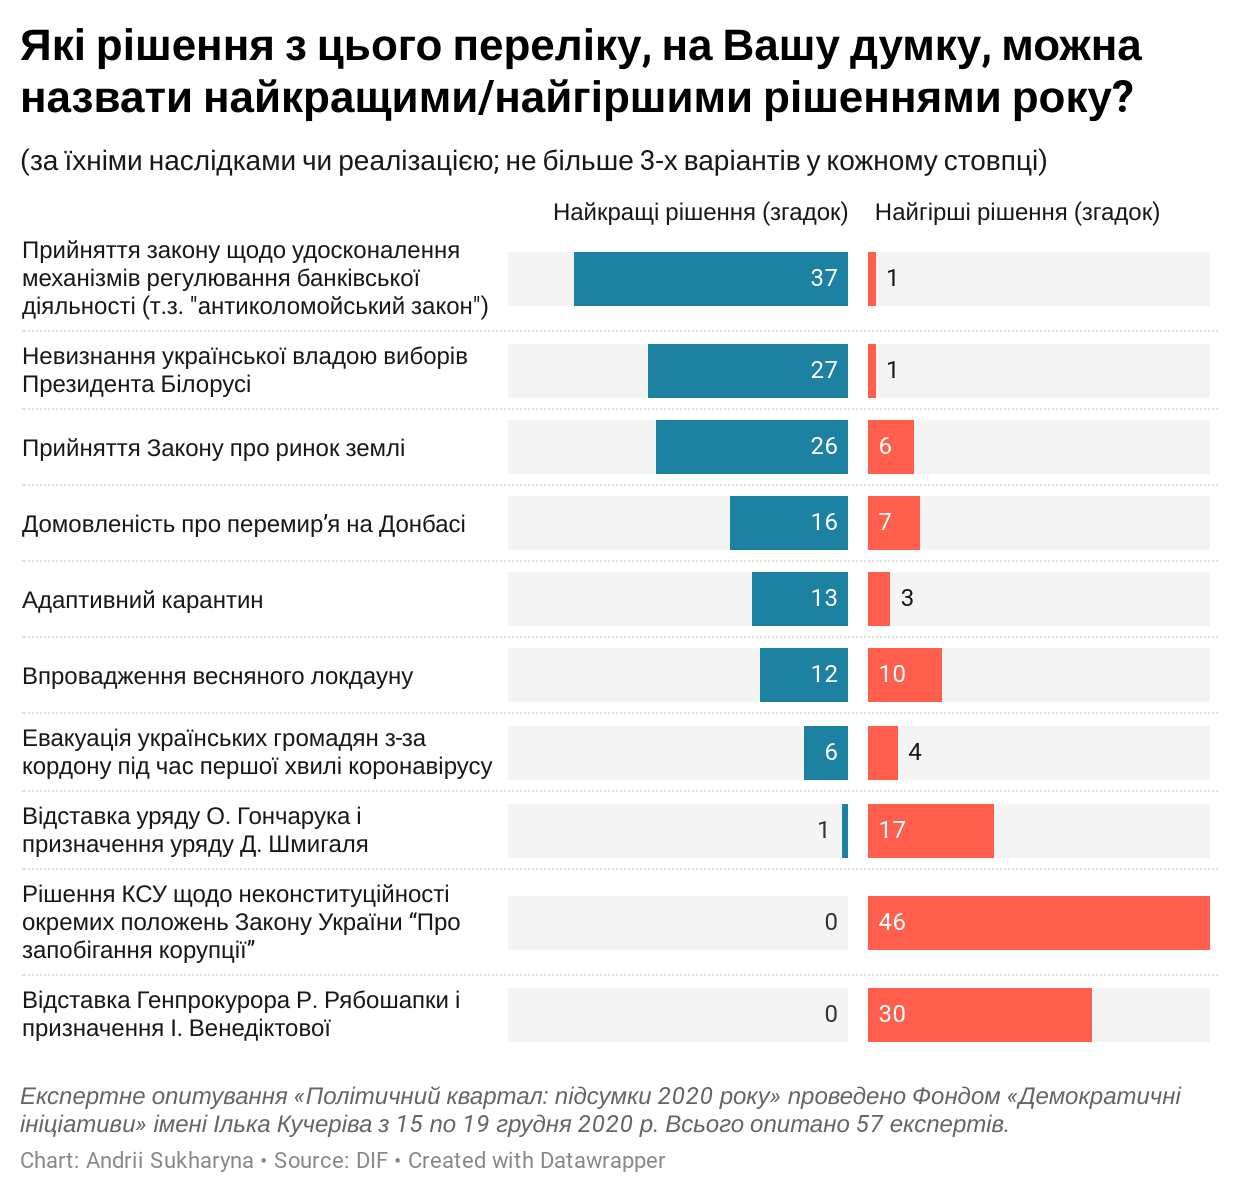 Які рішення з цього переліку, на Вашу думку, можна
назвати найкращими/найгіршими рішеннями року?
(за їхніми наслідками чи реалізацією; не більше 3-х варіантів у кожному стовпці)
Найкращі рішення (згадок) Найгірші рішення (згадок)
Прийняття закону щодо удосконалення
механізмів регулювання банківської
діяльності (т.з. "антиколомойський закон")
37 1
Невизнання української владою виборів
Президента Білорусі
27 1
Прийняття Закону про ринок землі
26 6
Домовленість про перемир’я на Донбасі
16 7
Адаптивний карантин
13 3
Впровадження весняного локдауну
12 10
Евакуація українських громадян з-за
кордону під час першої хвилі коронавірусу
6 4
Відставка уряду О. Гончарука і
призначення уряду Д. Шмигаля
1 17
Рішення КСУ щодо неконституційності
окремих положень Закону України “Про
запобігання корупції”
0 46
Відставка Генпрокурора Р. Рябошапки і
призначення І. Венедіктової
0 30
Експертне опитування «Політичний квартал: підсумки 2020 року» проведено Фондом «Демократичні
ініціативи» імені Ілька Кучеріва з 15 по 19 грудня 2020 р. Всього опитано 57 експертів.
Chart: Andrii Sukharyna • Source: DIF • Created with Datawrapper